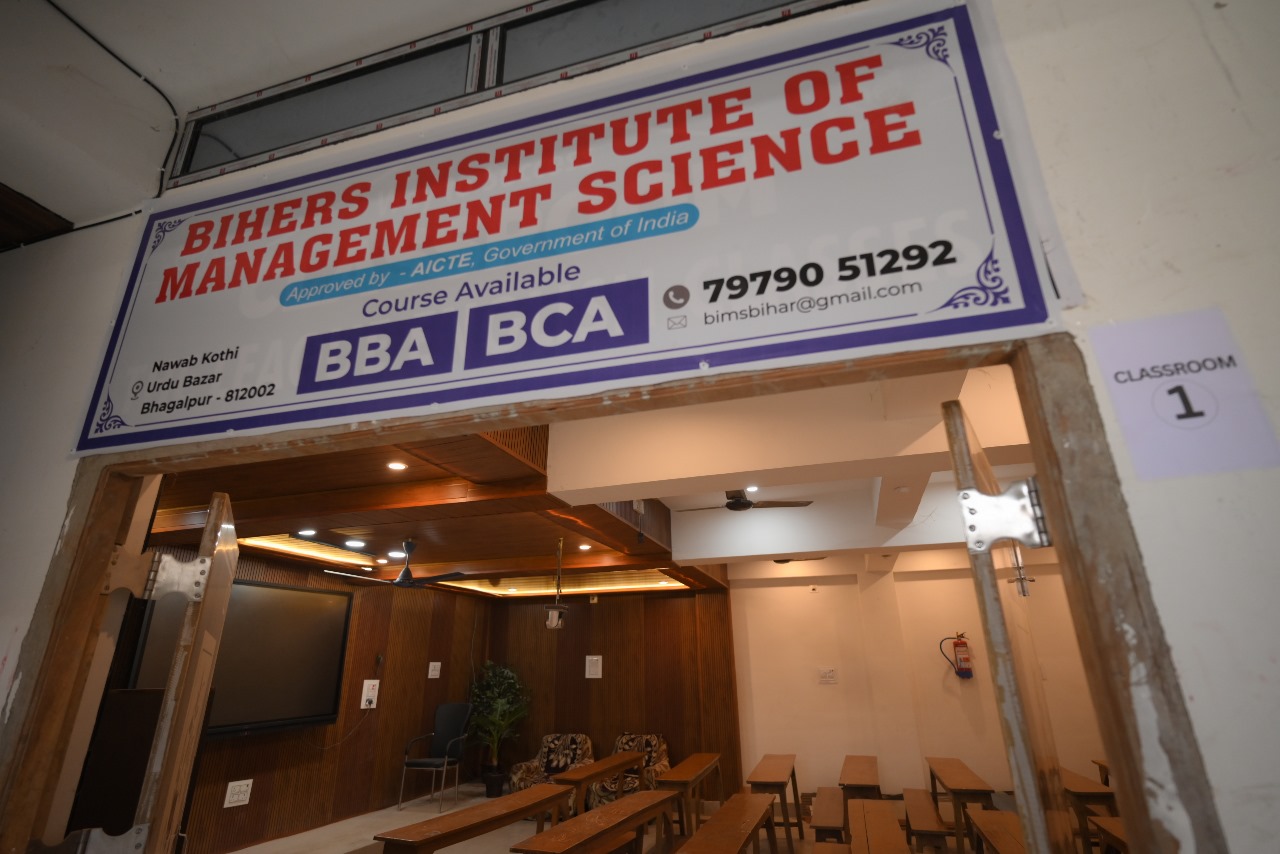 BIHERS INSTITUTE OF
MANAGEMENT SCIENCE
Approved by - AICTE, Government of India
Course Available
BBA BCA
79790 51292
bimsbihar@gmail.com
Nawab Kothi
Urdu Bazar
Bhagalpur - 812002
CLASSROOM
1